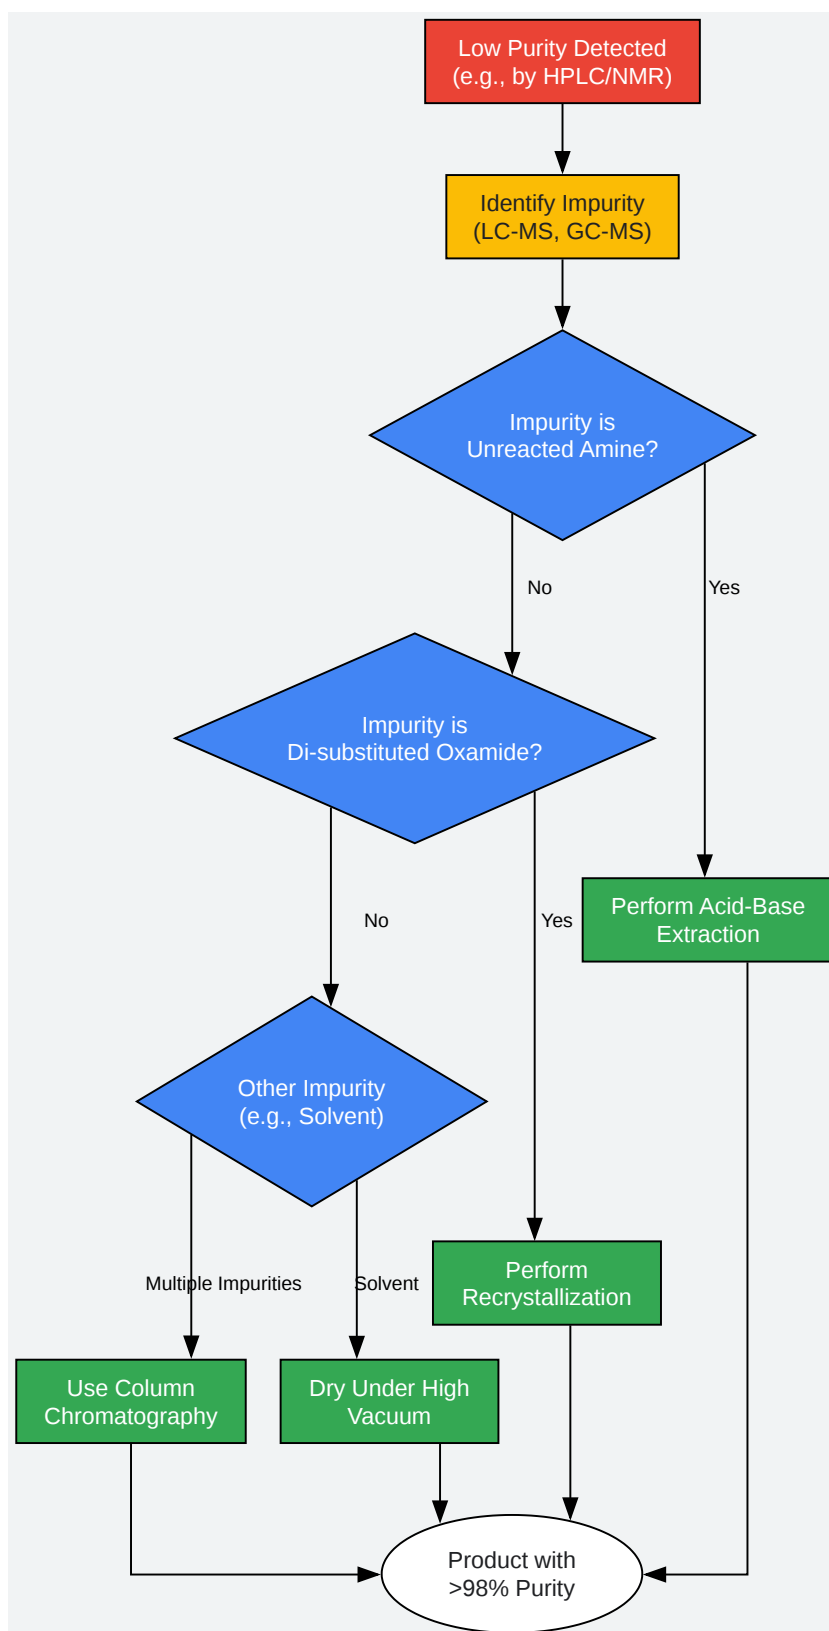 Low Purity Detected
(e.g., by HPLC/NMR)
Identify Impurity
(LC-MS, GC-MS)
Impurity is
Unreacted Amine?
No
Yes
Impurity is
Di-substituted Oxamide?
Perform Acid-Base
Extraction
No
Yes
Other Impurity
(e.g., Solvent)
Perform
Recrystallization
Multiple Impurities
Solvent
Use Column
Chromatography
Dry Under High
Vacuum
Product with
>98% Purity